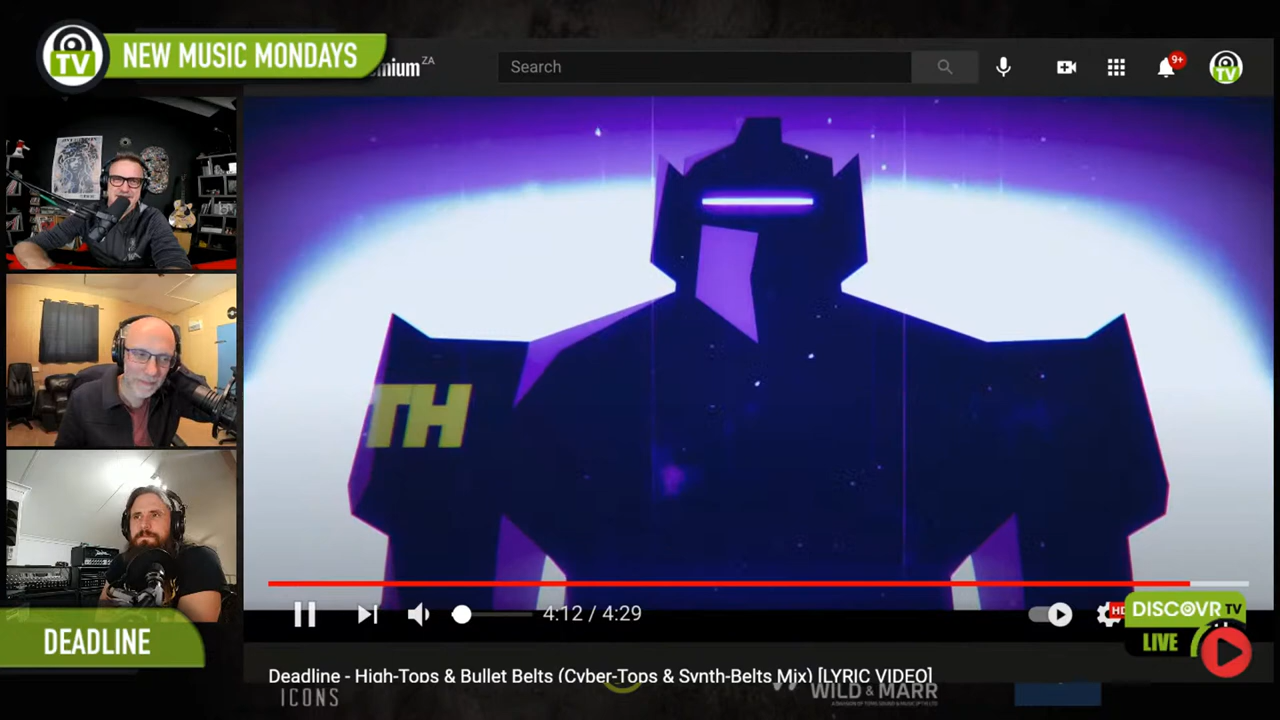 TV NEW MUSIC MONDAYS
mium ZA
Search
9+
TV
TH
4:12 / 4:29
HD
DISCOVR TV
LIVE
DEADLINE
Deadline - High-Tops & Bullet Belts (Cyber-Tops & Synth-Belts Mix) [LYRIC VIDEO]
ICONS
WILD & MARR